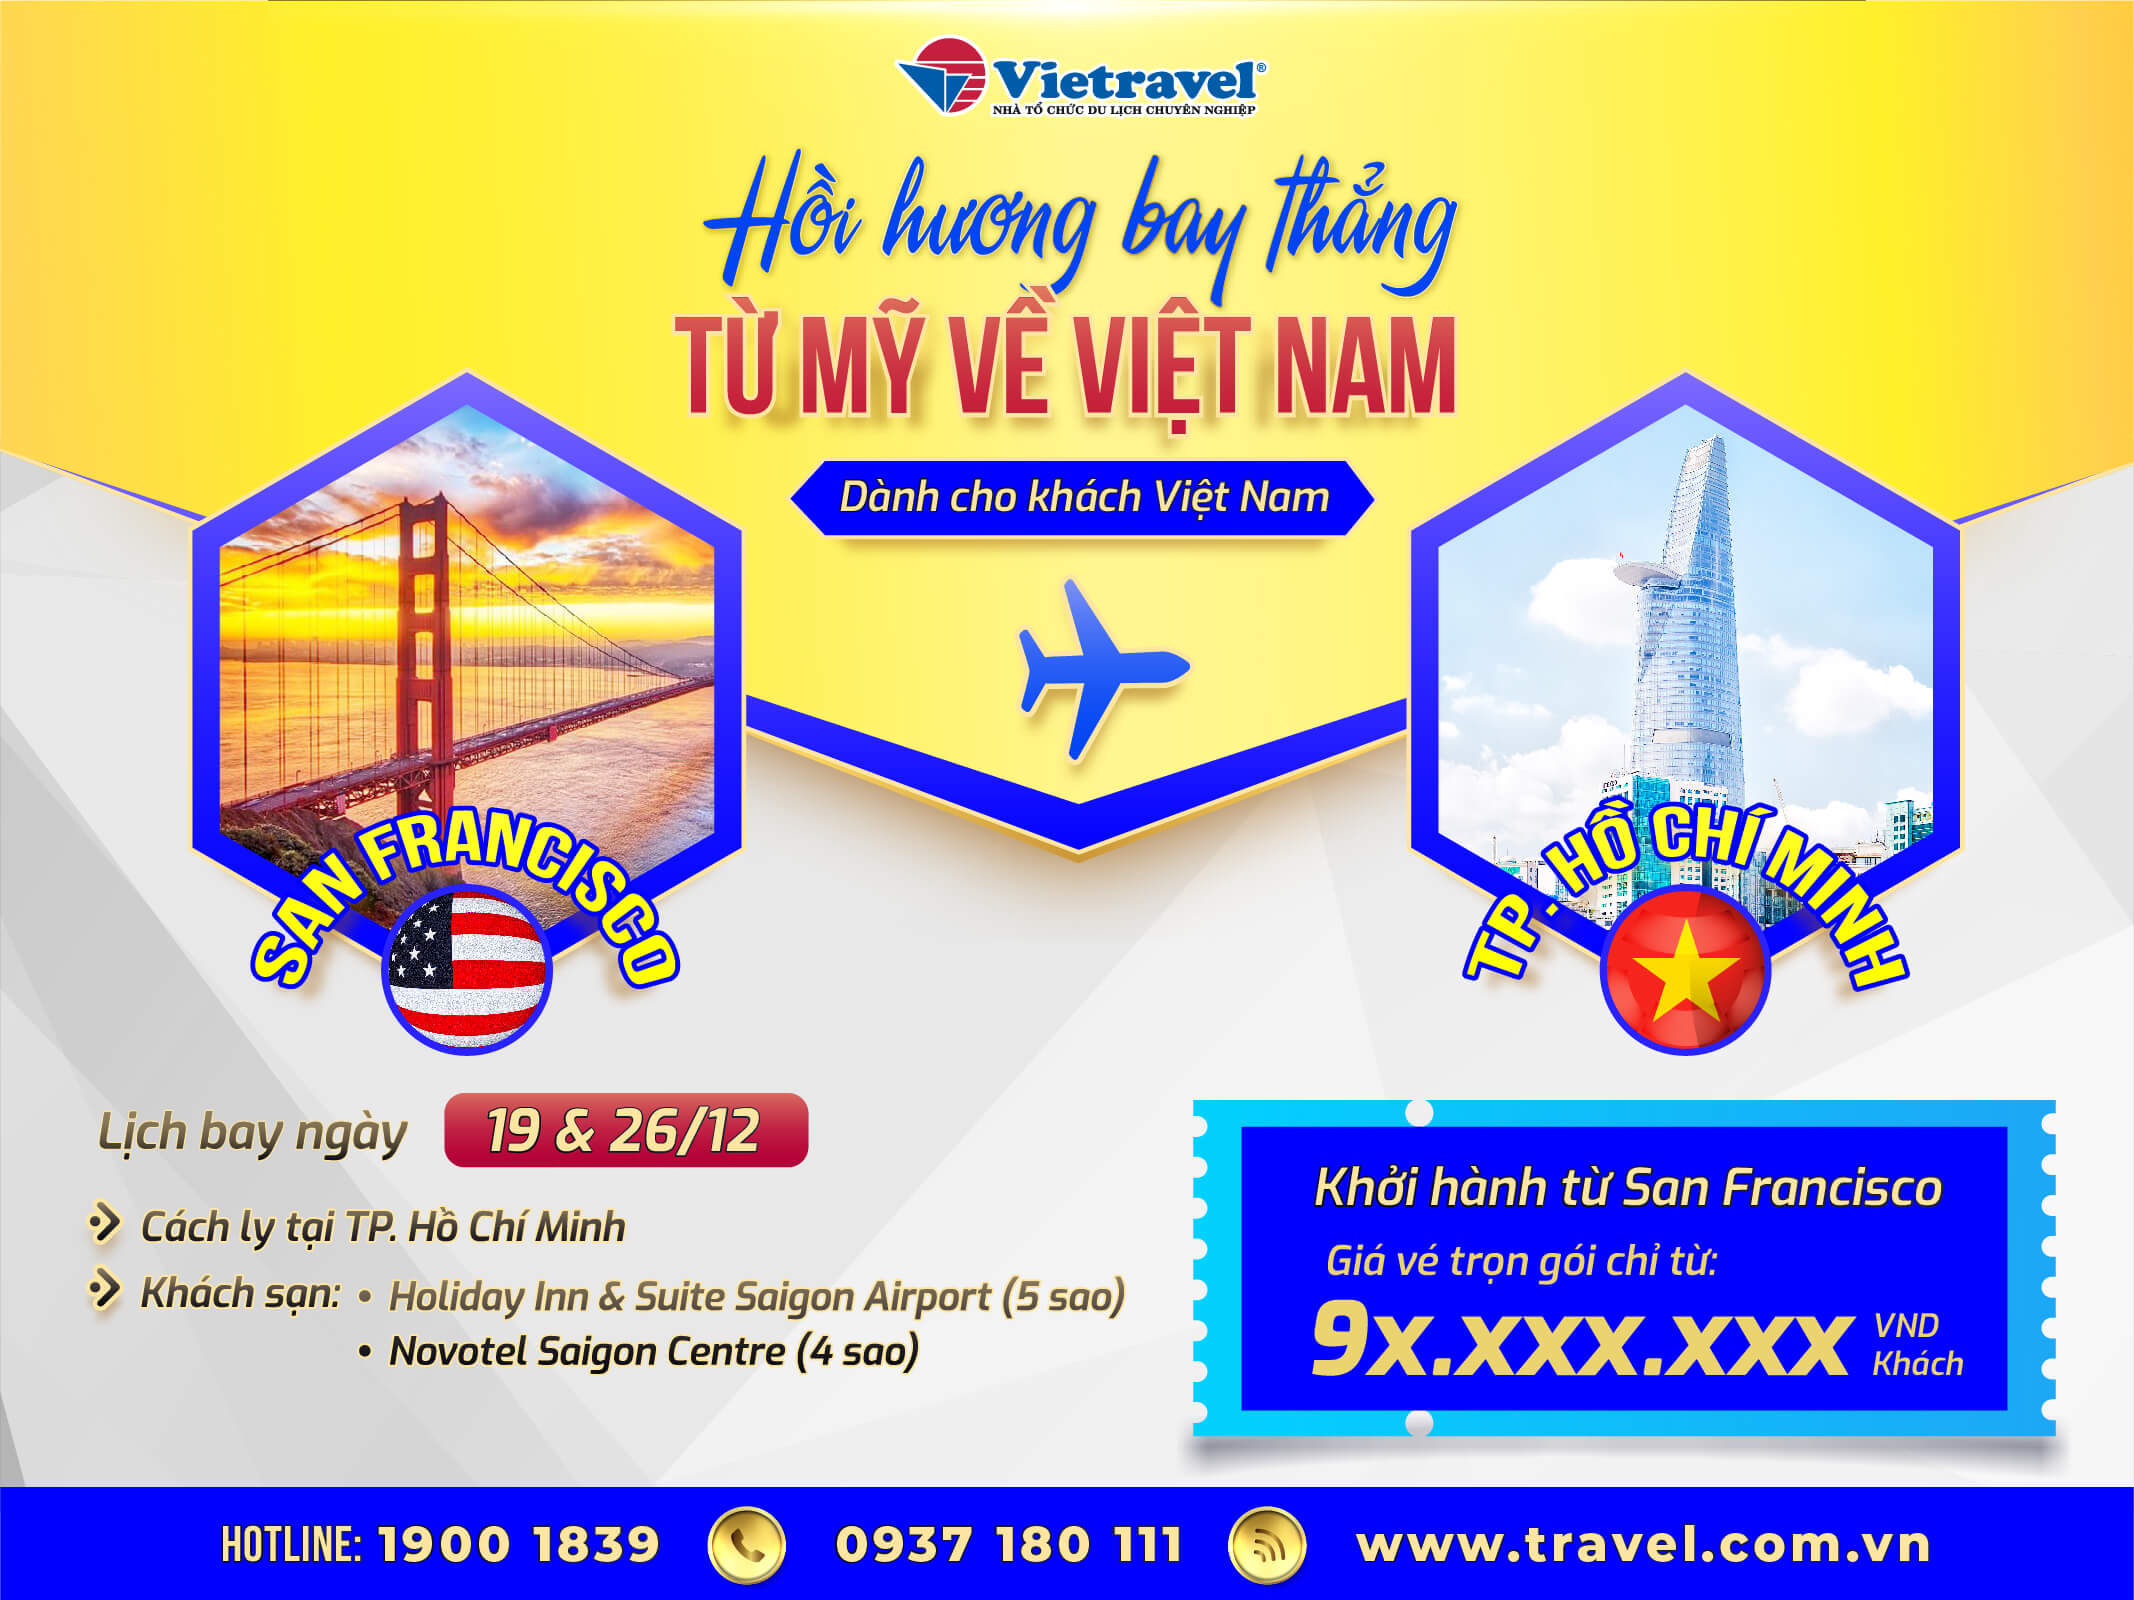 Vietravel®
NHÀ TỔ CHỨC DU LỊCH CHUYÊN NGHIỆP
Hồi hương bay thẳng
TỪ MỸ VỀ VIỆT NAM
Dành cho khách Việt Nam
SAN FRANCISCO
TP. HỒ CHÍ MINH
Lịch bay ngày 19 & 26/12
Cách ly tại TP. Hồ Chí Minh
Khách sạn: • Holiday Inn & Suite Saigon Airport (5 sao)
• Novotel Saigon Centre (4 sao)
Khởi hành từ San Francisco
Giá vé trọn gói chỉ từ:
9x.xxx.xxx VND
Khách
HOTLINE: 1900 1839 0937 180 111 www.travel.com.vn